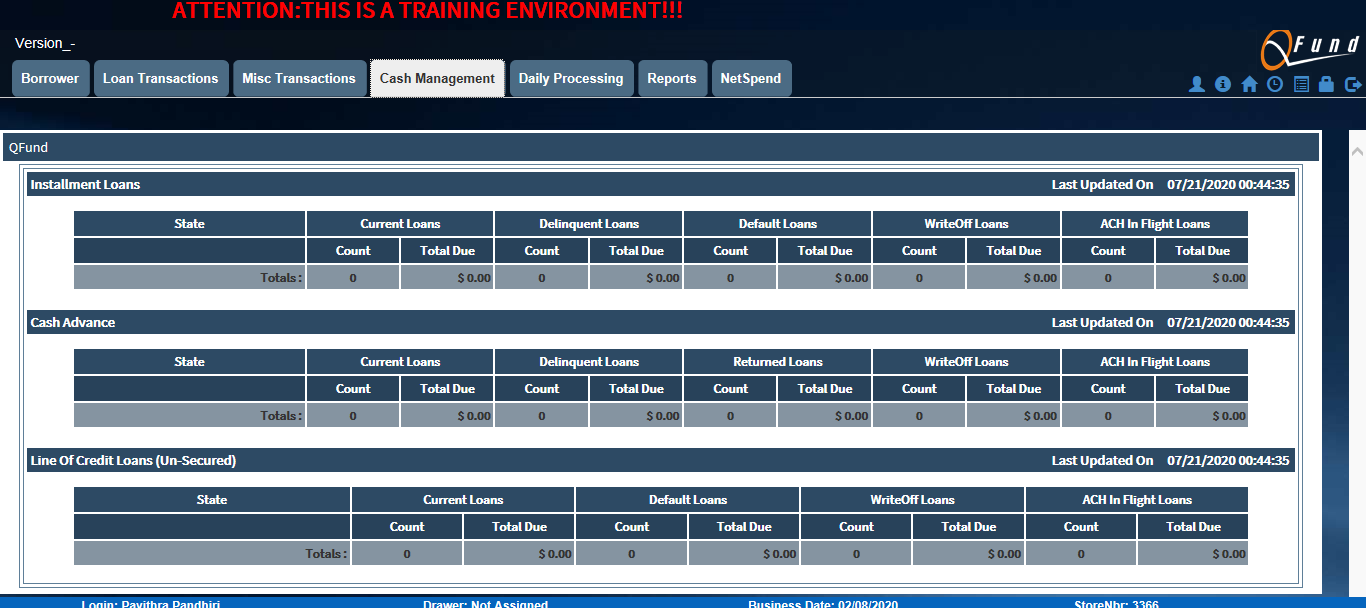 ATTENTION:THIS IS A TRAINING ENVIRONMENT!!!
Version_-
QFund
Borrower Loan Transactions Misc Transactions Cash Management Daily Processing Reports NetSpend
QFund
Installment Loans Last Updated On 07/21/2020 00:44:35
State Current Loans Delinquent Loans Default Loans WriteOff Loans ACH In Flight Loans
Count Total Due Count Total Due Count Total Due Count Total Due Count Total Due
Totals : 0 $ 0.00 0 $ 0.00 0 $ 0.00 0 $ 0.00 0 $ 0.00
Cash Advance Last Updated On 07/21/2020 00:44:35
State Current Loans Delinquent Loans Returned Loans WriteOff Loans ACH In Flight Loans
Count Total Due Count Total Due Count Total Due Count Total Due Count Total Due
Totals : 0 $ 0.00 0 $ 0.00 0 $ 0.00 0 $ 0.00 0 $ 0.00
Line Of Credit Loans (Un-Secured) Last Updated On 07/21/2020 00:44:35
State Current Loans Default Loans WriteOff Loans ACH In Flight Loans
Count Total Due Count Total Due Count Total Due Count Total Due
Totals : 0 $ 0.00 0 $ 0.00 0 $ 0.00 0 $ 0.00
Login: Pavithra Pandhiri Drawer: Not Assigned Business Date: 02/08/2020 StoreNbr: 3366